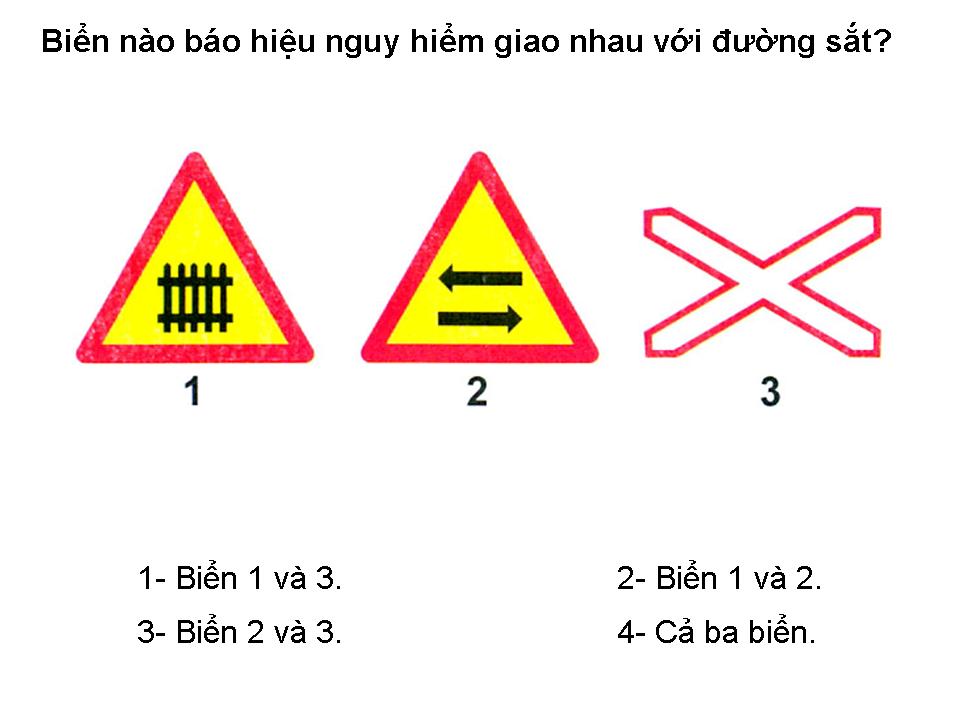 Biển nào báo hiệu nguy hiểm giao nhau với đường sắt?
1 2 3
1- Biển 1 và 3. 2- Biển 1 và 2.
3- Biển 2 và 3. 4- Cả ba biển.